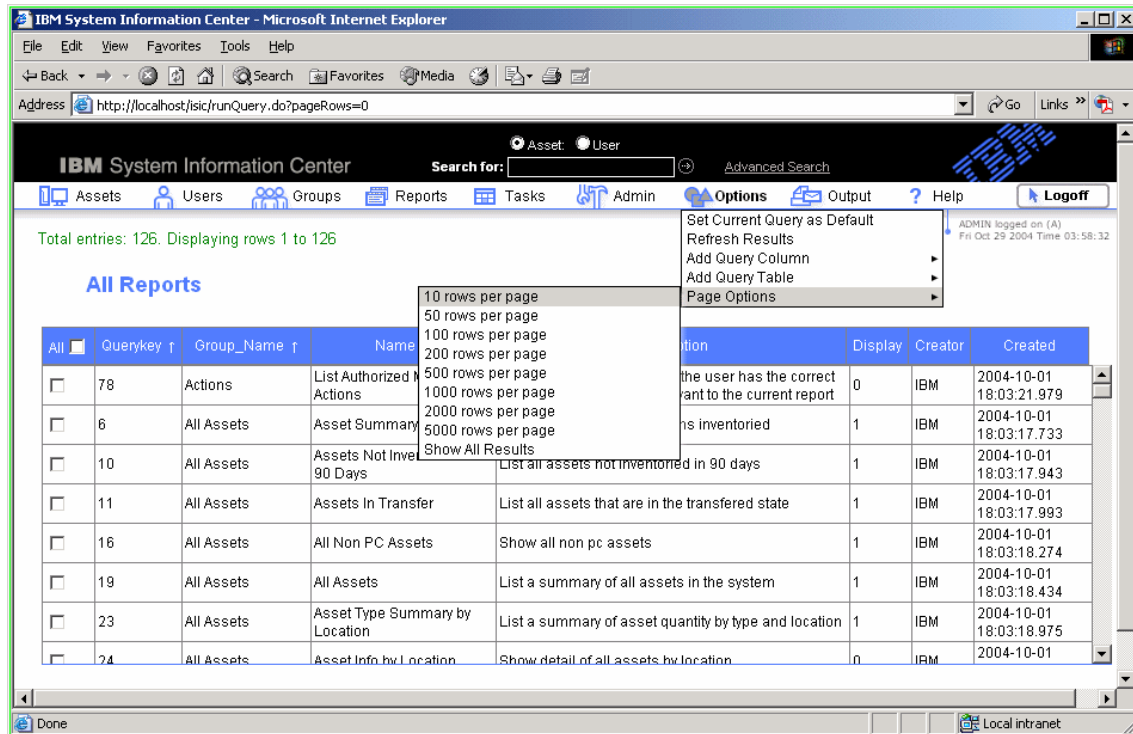 IBM System Information Center - Microsoft Internet Explorer
File Edit View Favorites Tools Help
Back Search Favorites Media
Address http://localhost/isic/runQuery.do?pageRows=0 Go Links »
Asset User
IBM System Information Center Search for: Advanced Search IBM
Assets Users Groups Reports Tasks Admin Options Output ? Help Logoff
Set Current Query as Default
Refresh Results
Add Query Column
Add Query Table
Page Options
ADMIN logged on (A)
Fri Oct 29 2004 Time 03:58:32
Total entries: 126. Displaying rows 1 to 126
All Reports
10 rows per page
50 rows per page
100 rows per page
200 rows per page
500 rows per page
1000 rows per page
2000 rows per page
5000 rows per page
Show All Results
All Querykey ↑ Group_Name ↑ Name Display Creator Created
78 Actions List Authorized the user has the correct 0 IBM 2004-10-01
Actions to the current report 18:03:21.979
6 All Assets Asset Summary inventoried 1 IBM 2004-10-01
18:03:17.733
10 All Assets Assets Not List all assets not inventoried in 90 days 1 IBM 2004-10-01
90 Days 18:03:17.943
11 All Assets Assets In Transfer List all assets that are in the transfered state 1 IBM 2004-10-01
18:03:17.993
16 All Assets All Non PC Assets Show all non pc assets 1 IBM 2004-10-01
18:03:18.274
19 All Assets All Assets List a summary of all assets in the system 1 IBM 2004-10-01
18:03:18.434
23 All Assets Asset Type Summary by List a summary of asset quantity by type and location 1 IBM 2004-10-01
Location 18:03:18.975
24 All Assets Asset Info by Location Show detail of all assets by location 0 IBM 2004-10-01
Done Local intranet